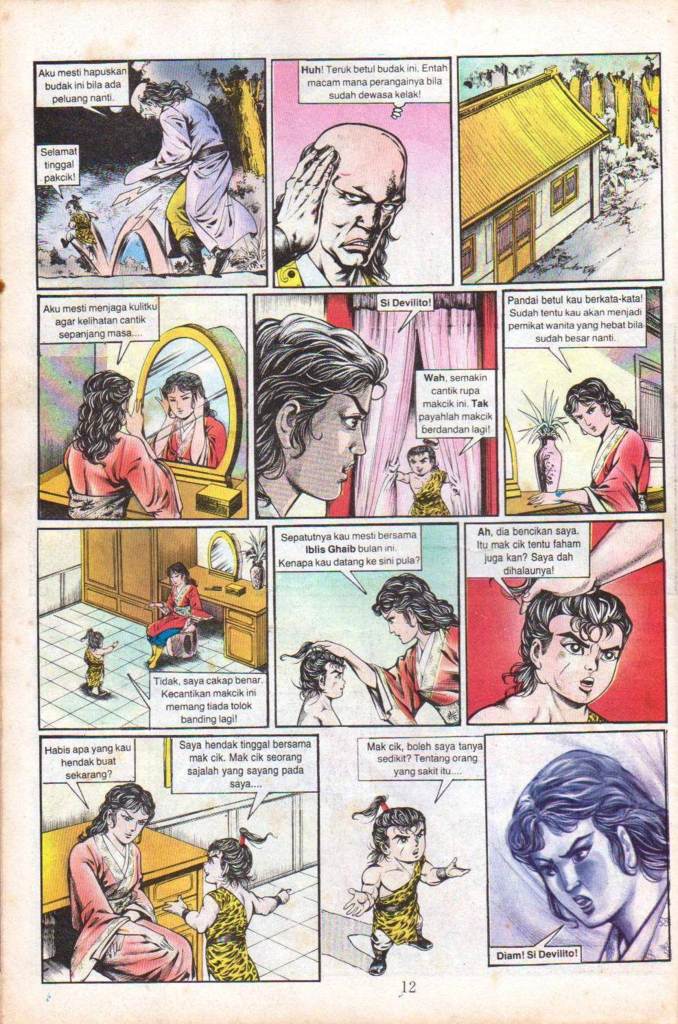 Aku mesti hapuskan
budak ini bila ada
peluang nanti.
Selamat
tinggal
pakcik!
Huh! Teruk betul budak ini. Entah
macam mana perangainya bila
sudah dewasa kelak!
Aku mesti menjaga kulitku
agar kelihatan cantik
sepanjang masa....
Si Devilito!
Wah, semakin
cantik rupa
makcik ini. Tak
payahlah makcik
berdandan lagi!
Pandai betul kau berkata-kata!
Sudah tentu kau akan menjadi
pemikat wanita yang hebat bila
sudah besar nanti.
Tidak, saya cakap benar.
Kecantikan makcik ini
memang tiada tolok
banding lagi!
Sepatutnya kau mesti bersama
Iblis Ghaib bulan ini.
Kenapa kau datang ke sini pula?
Ah, dia bencikan saya.
Itu mak cik tentu faham
juga kan? Saya dah
dihalaunya!
Habis apa yang kau
hendak buat
sekarang?
Saya hendak tinggal bersama
mak cik. Mak cik seorang
sajalah yang sayang pada
saya....
Mak cik, boleh saya tanya
sedikit? Tentang orang
yang sakit itu....
Diam! Si Devilito!
12